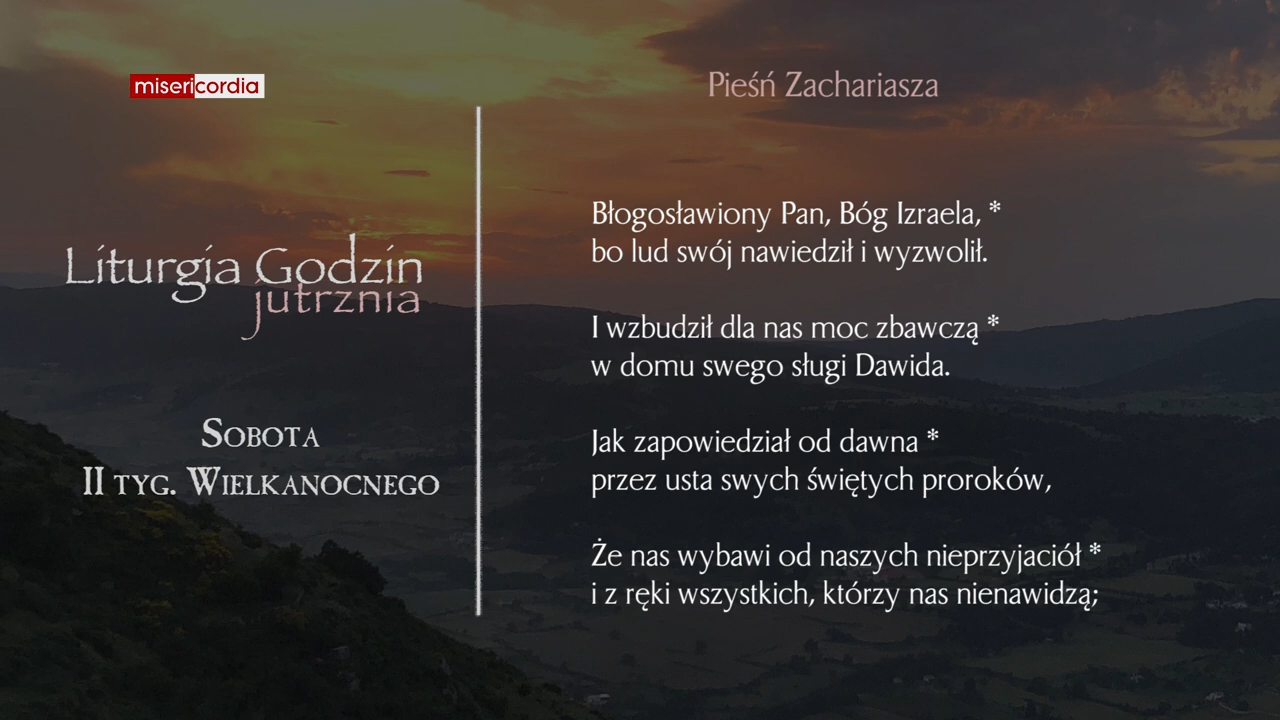 misericordia
Liturgia Godzin
jutrznia
Sobota
II tyg. Wielkanocnego
Pieśń Zachariasza
Błogosławiony Pan, Bóg Izraela, *
bo lud swój nawiedził i wyzwolił.
I wzbudził dla nas moc zbawczą *
w domu swego sługi Dawida.
Jak zapowiedział od dawna *
przez usta swych świętych proroków,
Że nas wybawi od naszych nieprzyjaciół *
i z ręki wszystkich, którzy nas nienawidzą;